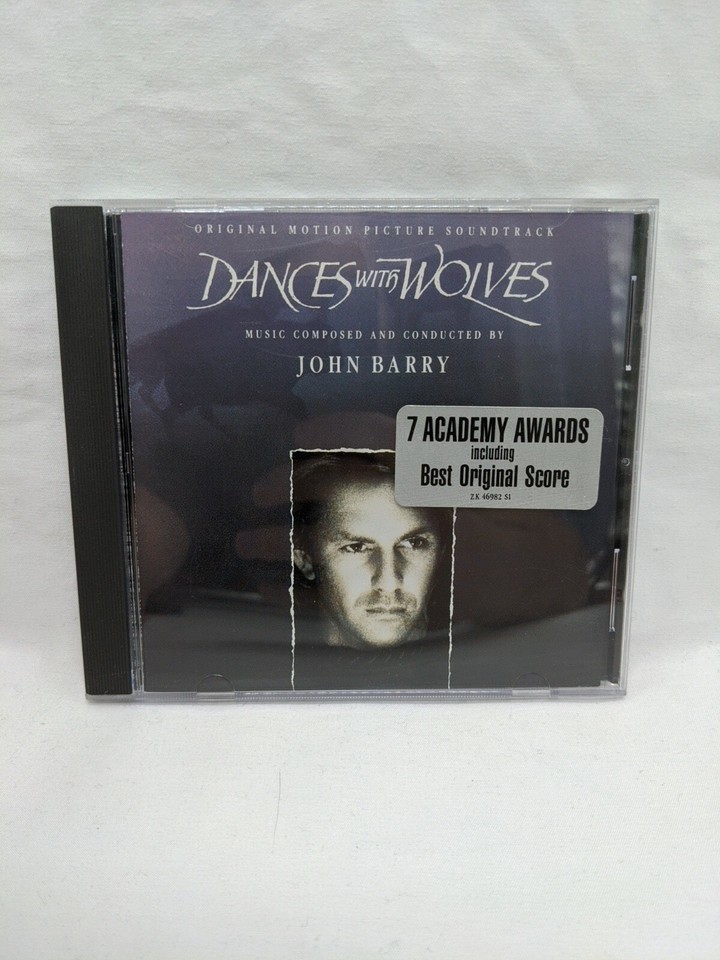 ORIGINAL MOTION PICTURE SOUNDTRACK
DANCES WITH WOLVES
MUSIC COMPOSED AND CONDUCTED BY
JOHN BARRY
7 ACADEMY AWARDS
including
Best Original Score
ZK 46982 S1